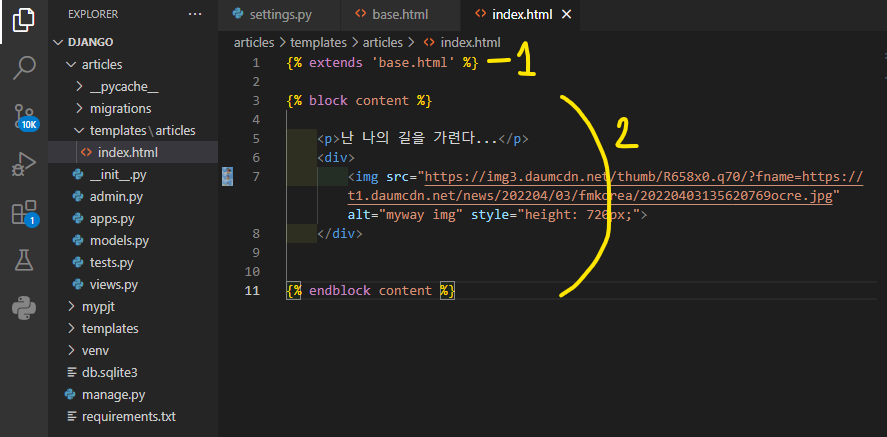 EXPLORER
···
settings.py
base.html
index.html
DJANGO
articles
__pycache__
migrations
templates\articles
index.html
__init__.py
admin.py
apps.py
models.py
tests.py
views.py
mypjt
templates
venv
db.sqlite3
manage.py
requirements.txt
10K
1
articles > templates > articles > index.html
1 {% extends 'base.html' %} - 1
2
3 {% block content %}
4
5 <p>난 나의 길을 가련다...</p>
6 <div>
7 <img src="https://img3.daumcdn.net/thumb/R658x0.q70/?fname=https://
t1.daumcdn.net/news/202204/03/fmkorea/20220403135620769ocre.jpg"
alt="myway img" style="height: 720px;">
8 </div>
9
10
11 {% endblock content %}
2